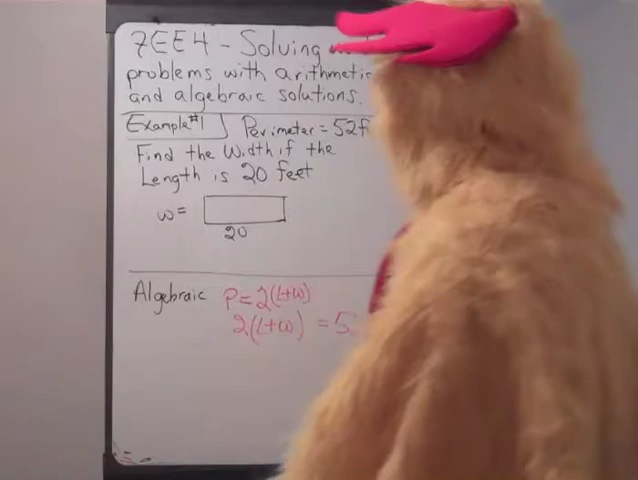 7EE4 - Solving
problems with arithmetic
and algebraic solutions.
Example #1 Perimeter = 52f
Find the Width if the
Length is 20 feet
w =
20
Algebraic P = 2(L+w)
2(L+w) = 5